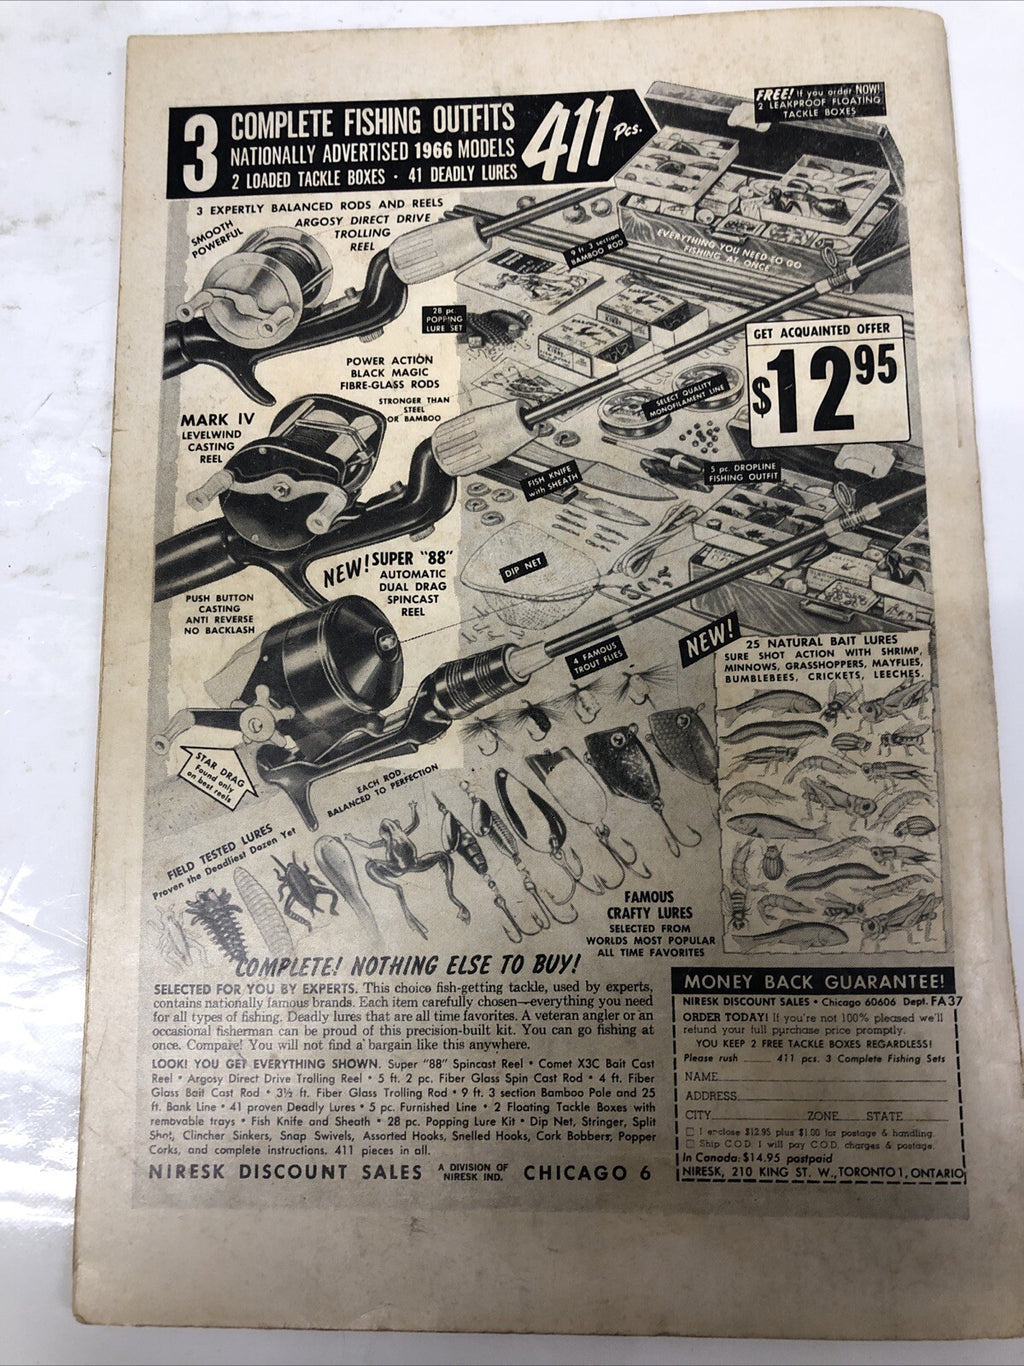 3
COMPLETE FISHING OUTFITS
NATIONALLY ADVERTISED 1966 MODELS
2 LOADED TACKLE BOXES · 41 DEADLY LURES
411 Pcs.
FREE! If you order NOW!
2 LEAKPROOF FLOATING
TACKLE BOXES
3 EXPERTLY BALANCED RODS AND REELS
SMOOTH
POWERFUL
ARGOSY DIRECT DRIVE
TROLLING
REEL
9 ft. 3 section
BAMBOO ROD
EVERYTHING YOU NEED TO GO
FISHING AT ONCE
28 pc.
POPPING
LURE SET
GET ACQUAINTED OFFER
$12.95
POWER ACTION
BLACK MAGIC
FIBRE-GLASS RODS
STRONGER THAN
STEEL
OR BAMBOO
SELECT QUALITY
MONOFILAMENT LINE
MARK IV
LEVELWIND
CASTING
REEL
FISH KNIFE
with SHEATH
5 pc. DROPLINE
FISHING OUTFIT
DIP NET
NEW! SUPER "88"
AUTOMATIC
DUAL DRAG
SPINCAST
REEL
PUSH BUTTON
CASTING
ANTI REVERSE
NO BACKLASH
4 FAMOUS
TROUT FLIES
NEW!
25 NATURAL BAIT LURES
SURE SHOT ACTION WITH SHRIMP,
MINNOWS, GRASSHOPPERS, MAYFLIES,
BUMBLEBEES, CRICKETS, LEECHES.
STAR DRAG
Found only
on best reels
EACH ROD
BALANCED TO PERFECTION
FIELD TESTED LURES
Proven the Deadliest Dozen Yet
FAMOUS
CRAFTY LURES
SELECTED FROM
WORLDS MOST POPULAR
ALL TIME FAVORITES
COMPLETE! NOTHING ELSE TO BUY!
SELECTED FOR YOU BY EXPERTS. This choice fish-getting tackle, used by experts,
contains nationally famous brands. Each item carefully chosen—everything you need
for all types of fishing. Deadly lures that are all time favorites. A veteran angler or an
occasional fisherman can be proud of this precision-built kit. You can go fishing at
once. Compare! You will not find a bargain like this anywhere.
LOOK! YOU GET EVERYTHING SHOWN. Super "88" Spincast Reel • Comet X3C Bait Cast
Reel • Argosy Direct Drive Trolling Reel • 5 ft. 2 pc. Fiber Glass Spin Cast Rod • 4 ft. Fiber
Glass Bait Cast Rod • 3½ ft. Fiber Glass Trolling Rod • 9 ft. 3 section Bamboo Pole and 25
ft. Bank Line • 41 proven Deadly Lures • 5 pc. Furnished Line • 2 Floating Tackle Boxes with
removable trays • Fish Knife and Sheath • 28 pc. Popping Lure Kit • Dip Net, Stringer, Split
Shot, Clincher Sinkers, Snap Swivels, Assorted Hooks, Snelled Hooks, Cork Bobbers, Popper
Corks, and complete instructions. 411 pieces in all.
NIRESK DISCOUNT SALES A DIVISION OF NIRESK IND. CHICAGO 6
MONEY BACK GUARANTEE!
NIRESK DISCOUNT SALES • Chicago 60606 Dept. FA37
ORDER TODAY! If you're not 100% pleased we'll
refund your full purchase price promptly.
YOU KEEP 2 FREE TACKLE BOXES REGARDLESS!
Please rush ____ 411 pcs. 3 Complete Fishing Sets
NAME
ADDRESS
CITY ZONE STATE
☐ I enclose $12.95 plus $1.00 for postage & handling.
☐ Ship C.O.D. I will pay C.O.D. charges & postage.
In Canada: $14.95 postpaid
NIRESK, 210 KING ST. W., TORONTO 1, ONTARIO